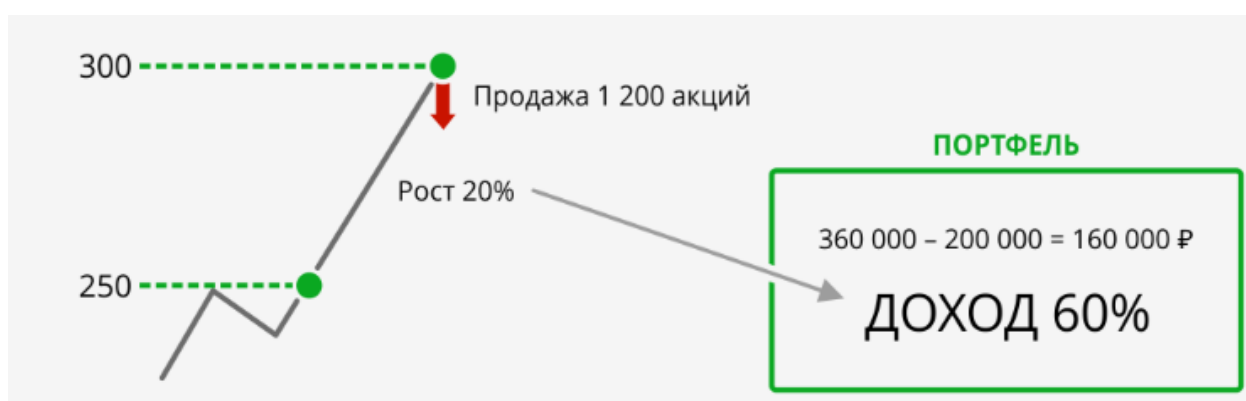 300
Продажа 1 200 акций
ПОРТФЕЛЬ
Рост 20%
360 000 – 200 000 = 160 000 ₽
250
ДОХОД 60%